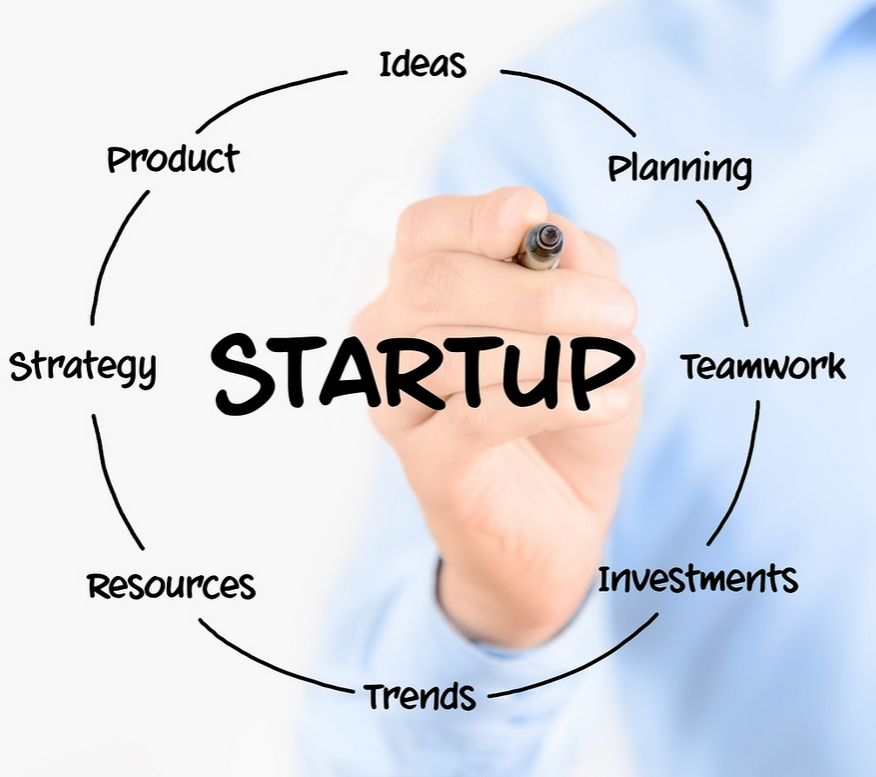 Ideas
Planning
Teamwork
Investments
Trends
Resources
Strategy
Product
STARTUP